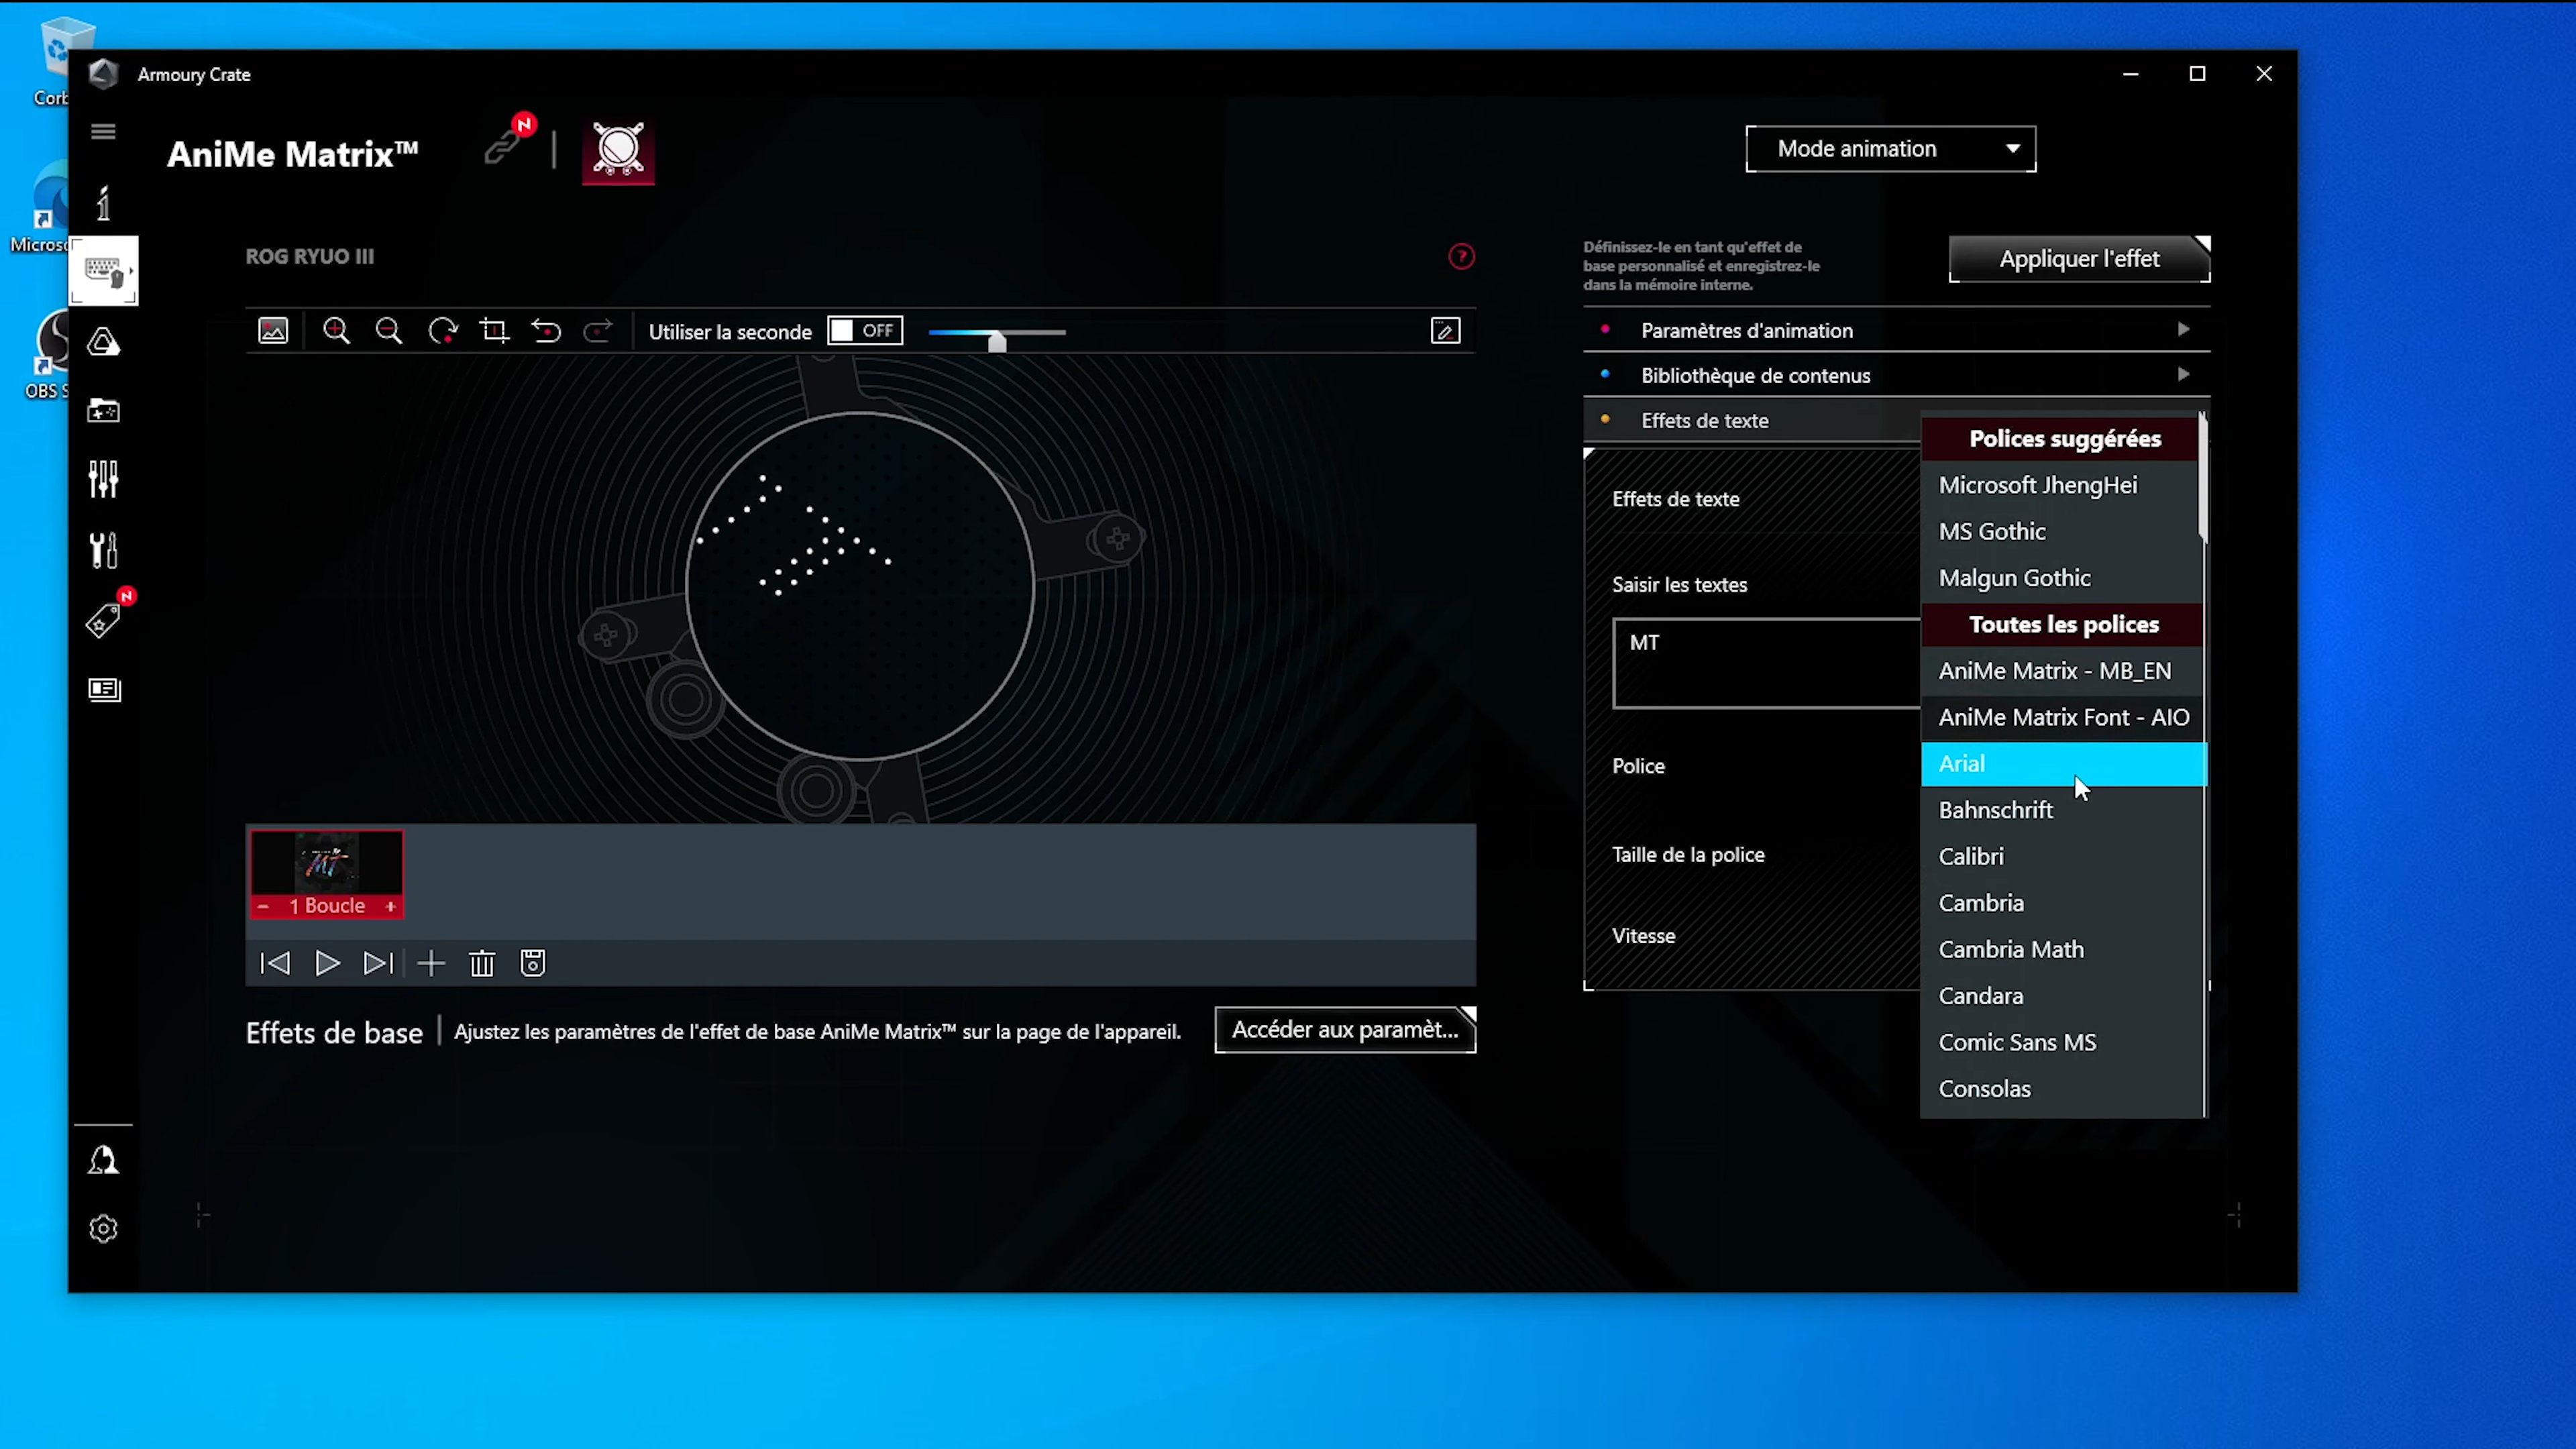 Corb
Microso
OBS S
Armoury Crate
AniMe Matrix™
N
Mode animation
ROG RYUO III
?
Définissez-le en tant qu'effet de
base personnalisé et enregistrez-le
dans la mémoire interne.
Appliquer l'effet
Utiliser la seconde
OFF
Paramètres d'animation
Bibliothèque de contenus
Effets de texte
Effets de texte
Saisir les textes
MT
Police
Taille de la police
Vitesse
Polices suggérées
Microsoft JhengHei
MS Gothic
Malgun Gothic
Toutes les polices
AniMe Matrix - MB_EN
AniMe Matrix Font - AIO
Arial
Bahnschrift
Calibri
Cambria
Cambria Math
Candara
Comic Sans MS
Consolas
N
MT
- 1 Boucle +
Effets de base
Ajustez les paramètres de l'effet de base AniMe Matrix™ sur la page de l'appareil.
Accéder aux paramèt...